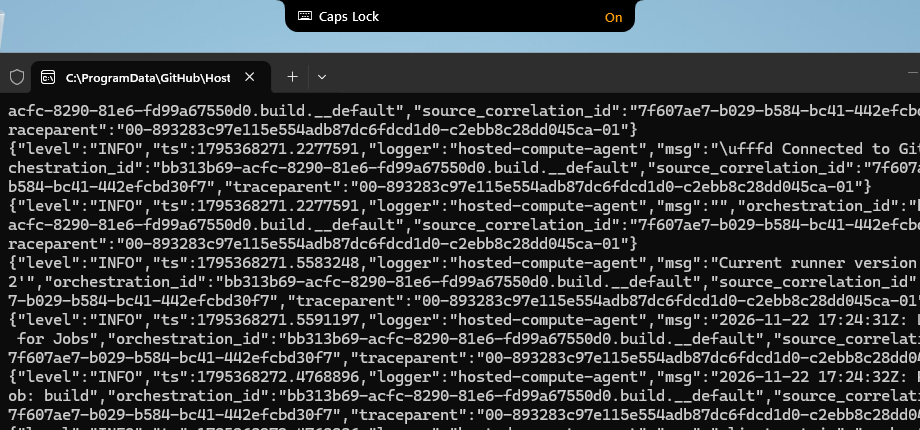 Caps Lock On
C:\ProgramData\GitHub\Host
acfc-8290-81e6-fd99a67550d0.build.__default","source_correlation_id":"7f607ae7-b029-b584-bc41-442efcbd
raceparent":"00-893283c97e115e554adb87dc6fdcd1d0-c2ebb8c28dd045ca-01"}
{"level":"INFO","ts":1795368271.2277591,"logger":"hosted-compute-agent","msg":"\ufffd Connected to Git
chestration_id":"bb313b69-acfc-8290-81e6-fd99a67550d0.build.__default","source_correlation_id":"7f607a
b584-bc41-442efcbd30f7","traceparent":"00-893283c97e115e554adb87dc6fdcd1d0-c2ebb8c28dd045ca-01"}
{"level":"INFO","ts":1795368271.2277591,"logger":"hosted-compute-agent","msg":"","orchestration_id":"b
acfc-8290-81e6-fd99a67550d0.build.__default","source_correlation_id":"7f607ae7-b029-b584-bc41-442efcbd
raceparent":"00-893283c97e115e554adb87dc6fdcd1d0-c2ebb8c28dd045ca-01"}
{"level":"INFO","ts":1795368271.5583248,"logger":"hosted-compute-agent","msg":"Current runner version
2'","orchestration_id":"bb313b69-acfc-8290-81e6-fd99a67550d0.build.__default","source_correlation_id"
7-b029-b584-bc41-442efcbd30f7","traceparent":"00-893283c97e115e554adb87dc6fdcd1d0-c2ebb8c28dd045ca-01"
{"level":"INFO","ts":1795368271.5591197,"logger":"hosted-compute-agent","msg":"2026-11-22 17:24:31Z:
for Jobs","orchestration_id":"bb313b69-acfc-8290-81e6-fd99a67550d0.build.__default","source_correlati
7f607ae7-b029-b584-bc41-442efcbd30f7","traceparent":"00-893283c97e115e554adb87dc6fdcd1d0-c2ebb8c28dd04
{"level":"INFO","ts":1795368272.4768896,"logger":"hosted-compute-agent","msg":"2026-11-22 17:24:32Z:
ob: build","orchestration_id":"bb313b69-acfc-8290-81e6-fd99a67550d0.build.__default","source_correlati
7f607ae7-b029-b584-bc41-442efcbd30f7","traceparent":"00-893283c97e115e554adb87dc6fdcd1d0-c2ebb8c28dd04